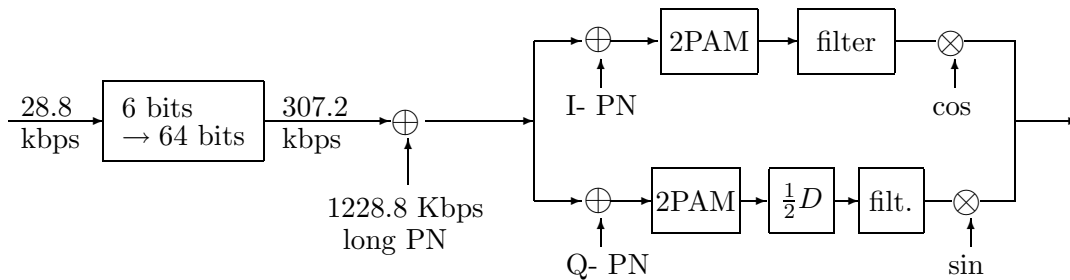 28.8
kbps
6 bits
→ 64 bits
307.2
kbps
1228.8 Kbps
long PN
2PAM
filter
I- PN
cos
2PAM
½D
filt.
Q- PN
sin